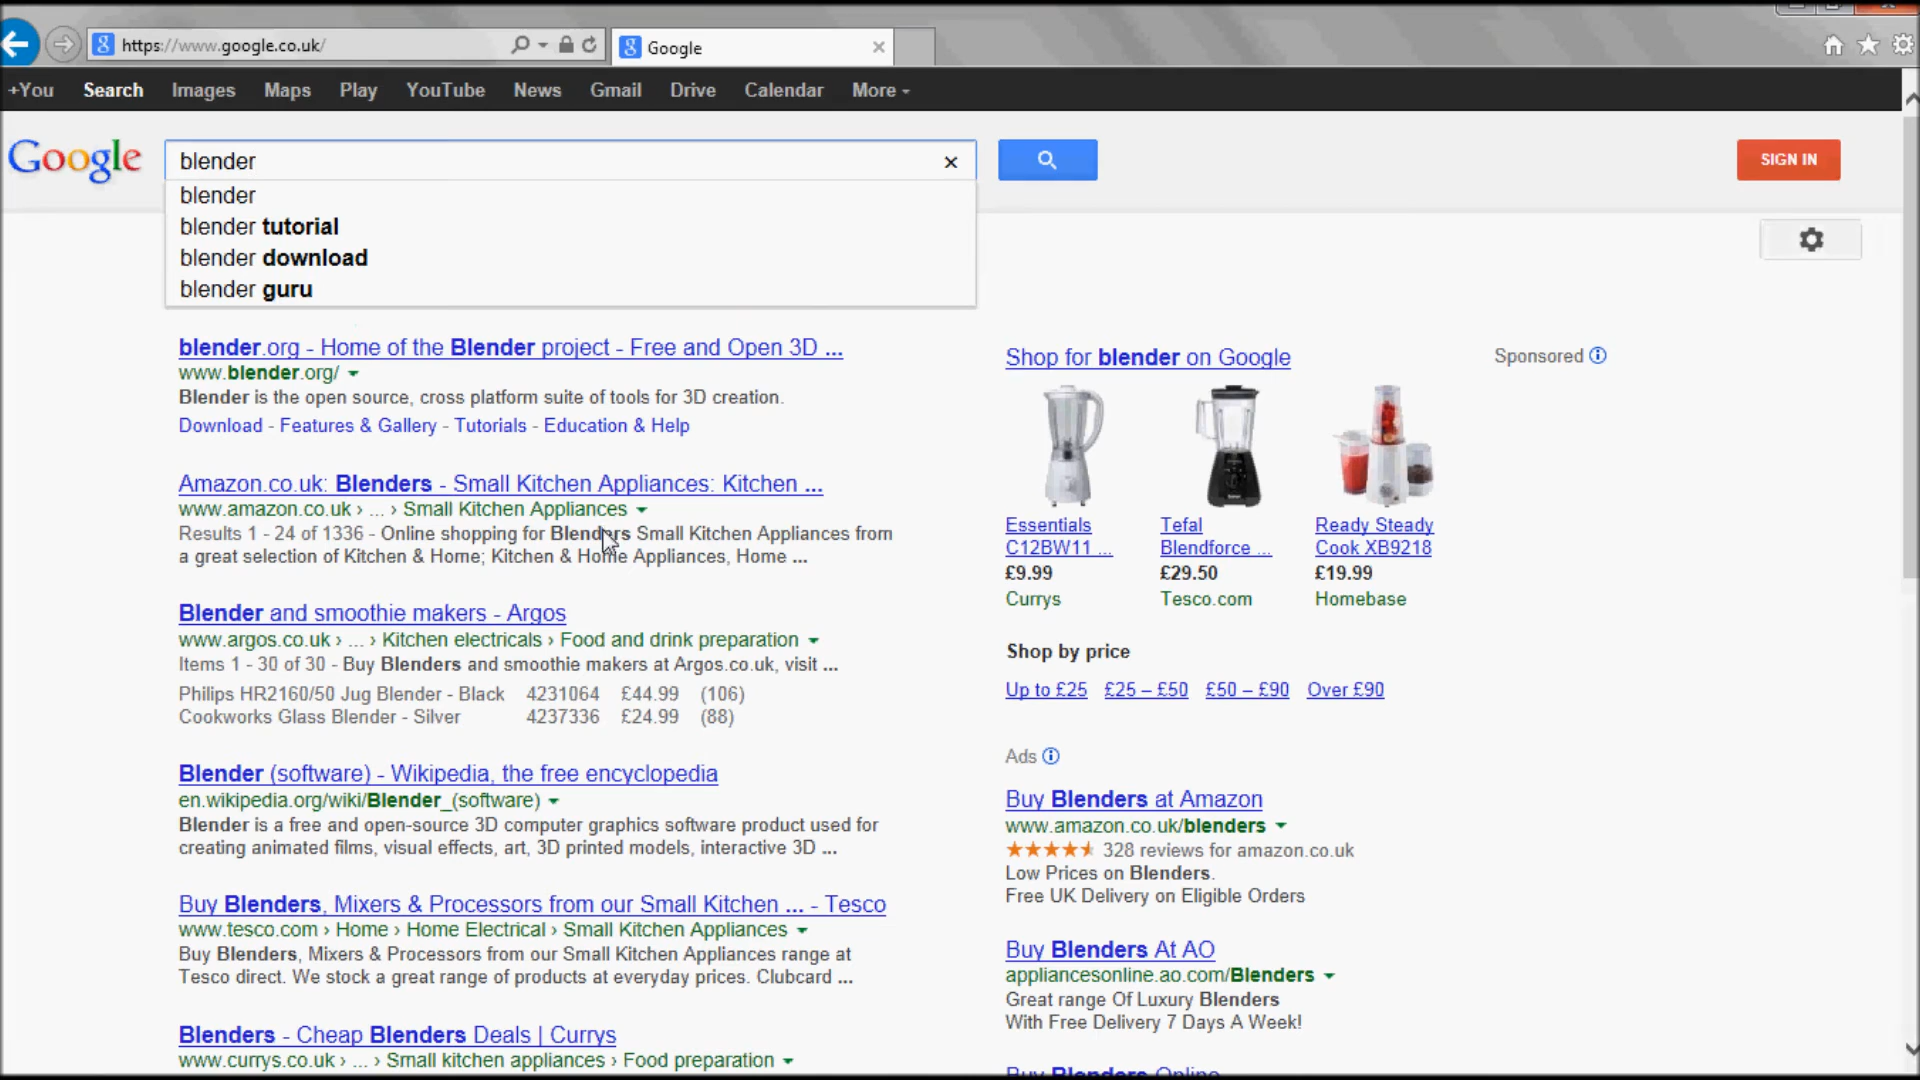 https://www.google.co.uk/
Google
+You Search Images Maps Play YouTube News Gmail Drive Calendar More
Google
blender
SIGN IN
blender
blender tutorial
blender download
blender guru
blender.org - Home of the Blender project - Free and Open 3D ...
www.blender.org/
Blender is the open source, cross platform suite of tools for 3D creation.
Download - Features & Gallery - Tutorials - Education & Help
Amazon.co.uk: Blenders - Small Kitchen Appliances: Kitchen ...
www.amazon.co.uk › ... › Small Kitchen Appliances
Results 1 - 24 of 1336 - Online shopping for Blenders Small Kitchen Appliances from
a great selection of Kitchen & Home; Kitchen & Home Appliances, Home ...
Blender and smoothie makers - Argos
www.argos.co.uk › ... › Kitchen electricals › Food and drink preparation
Items 1 - 30 of 30 - Buy Blenders and smoothie makers at Argos.co.uk, visit ...
Philips HR2160/50 Jug Blender - Black 4231064 £44.99 (106)
Cookworks Glass Blender - Silver 4237336 £24.99 (88)
Blender (software) - Wikipedia, the free encyclopedia
en.wikipedia.org/wiki/Blender_(software)
Blender is a free and open-source 3D computer graphics software product used for
creating animated films, visual effects, art, 3D printed models, interactive 3D ...
Buy Blenders, Mixers & Processors from our Small Kitchen ... - Tesco
www.tesco.com › Home › Home Electrical › Small Kitchen Appliances
Buy Blenders, Mixers & Processors from our Small Kitchen Appliances range at
Tesco direct. We stock a great range of products at everyday prices. Clubcard ...
Blenders - Cheap Blenders Deals | Currys
www.currys.co.uk › ... › Small kitchen appliances › Food preparation
Shop for blender on Google
Sponsored
Essentials
C12BW11 ...
£9.99
Currys
Tefal
Blendforce ...
£29.50
Tesco.com
Ready Steady
Cook XB9218
£19.99
Homebase
Shop by price
Up to £25 £25 – £50 £50 – £90 Over £90
Ads
Buy Blenders at Amazon
www.amazon.co.uk/blenders
328 reviews for amazon.co.uk
Low Prices on Blenders.
Free UK Delivery on Eligible Orders
Buy Blenders At AO
appliancesonline.ao.com/Blenders
Great range Of Luxury Blenders
With Free Delivery 7 Days A Week!
Buy Blenders Online